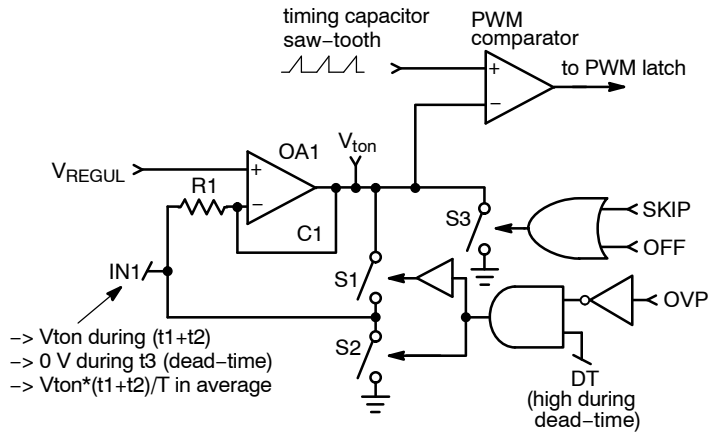 timing capacitor
saw−tooth
PWM
comparator
to PWM latch
+
−
Vton
OA1
VREGUL
+
−
R1
C1
S3
SKIP
OFF
IN1
S1
OVP
S2
DT
(high during
dead−time)
−> Vton during (t1+t2)
−> 0 V during t3 (dead−time)
−> Vton*(t1+t2)/T in average